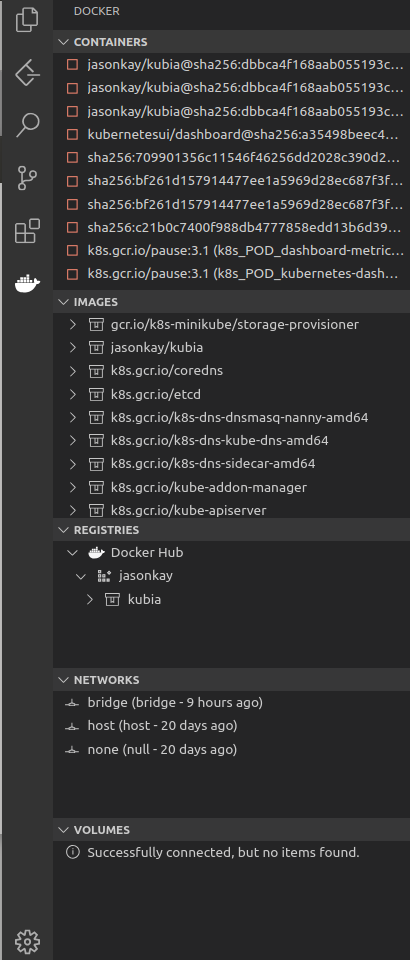 DOCKER
CONTAINERS
jasonkay/kubia@sha256:dbbca4f168aab055193c...
jasonkay/kubia@sha256:dbbca4f168aab055193c...
jasonkay/kubia@sha256:dbbca4f168aab055193c...
kubernetesui/dashboard@sha256:a35498beec4...
sha256:709901356c11546f46256dd2028c390d2...
sha256:bf261d157914477ee1a5969d28ec687f3f...
sha256:bf261d157914477ee1a5969d28ec687f3f...
sha256:c21b0c7400f988db4777858edd13b6d39...
k8s.gcr.io/pause:3.1 (k8s_POD_dashboard-metric...
k8s.gcr.io/pause:3.1 (k8s_POD_kubernetes-dash...
IMAGES
gcr.io/k8s-minikube/storage-provisioner
jasonkay/kubia
k8s.gcr.io/coredns
k8s.gcr.io/etcd
k8s.gcr.io/k8s-dns-dnsmasq-nanny-amd64
k8s.gcr.io/k8s-dns-kube-dns-amd64
k8s.gcr.io/k8s-dns-sidecar-amd64
k8s.gcr.io/kube-addon-manager
k8s.gcr.io/kube-apiserver
REGISTRIES
Docker Hub
jasonkay
kubia
NETWORKS
bridge (bridge - 9 hours ago)
host (host - 20 days ago)
none (null - 20 days ago)
VOLUMES
Successfully connected, but no items found.